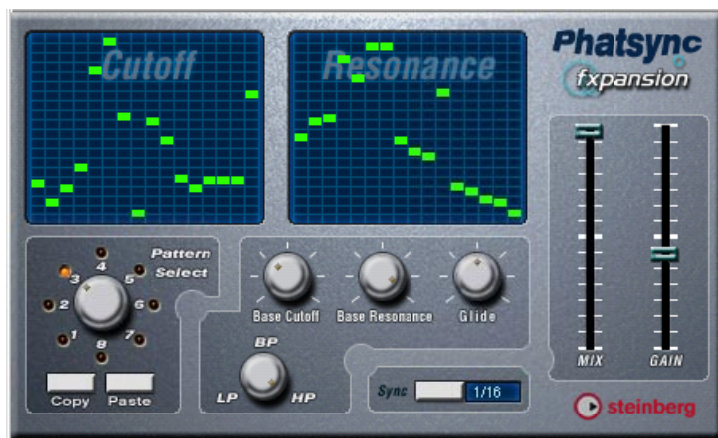 Cutoff
Resonance
Phatsync
fxpansion
Pattern
Select
4
3
5
2
6
1
7
8
Copy
Paste
Base Cutoff
Base Resonance
Glide
BP
LP
HP
Sync
1/16
MIX
GAIN
steinberg